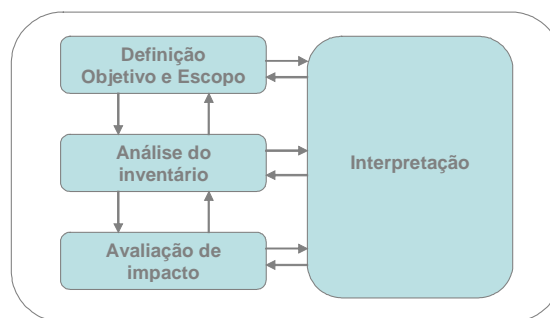 Definição
Objetivo e Escopo
Análise do
inventário
Interpretação
Avaliação de
impacto